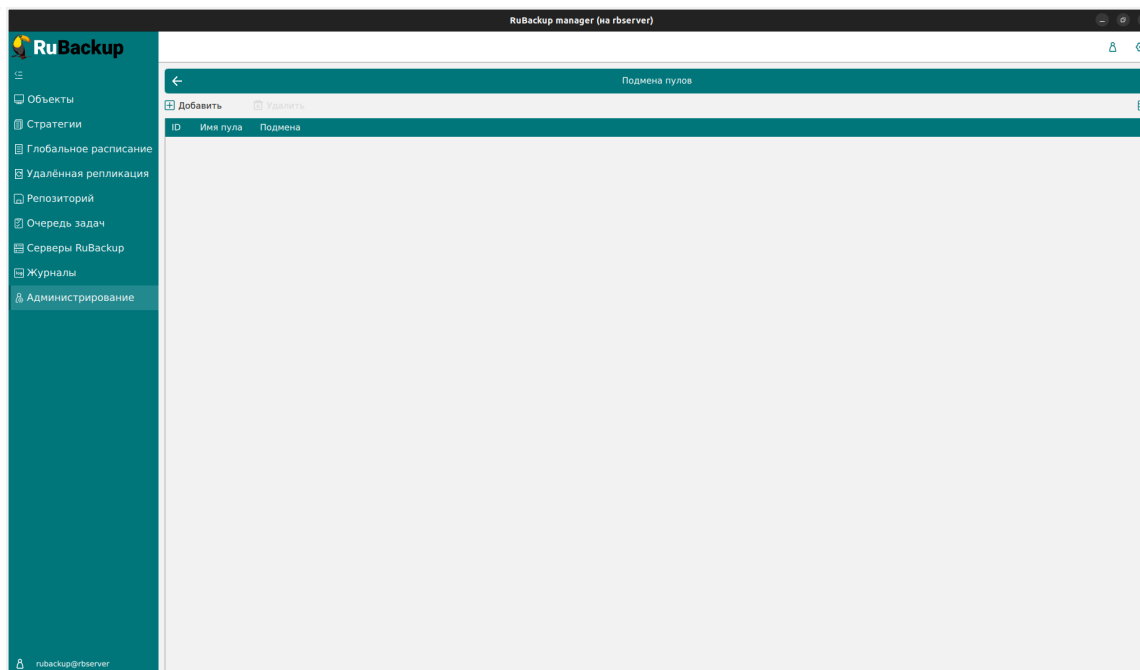 RuBackup manager (на rbserver)
RuBackup
Подмена пулов
Добавить Удалить
ID Имя пула Подмена
Объекты
Стратегии
Глобальное расписание
Удалённая репликация
Репозиторий
Очередь задач
Серверы RuBackup
Журналы
Администрирование
rubackup@rbserver